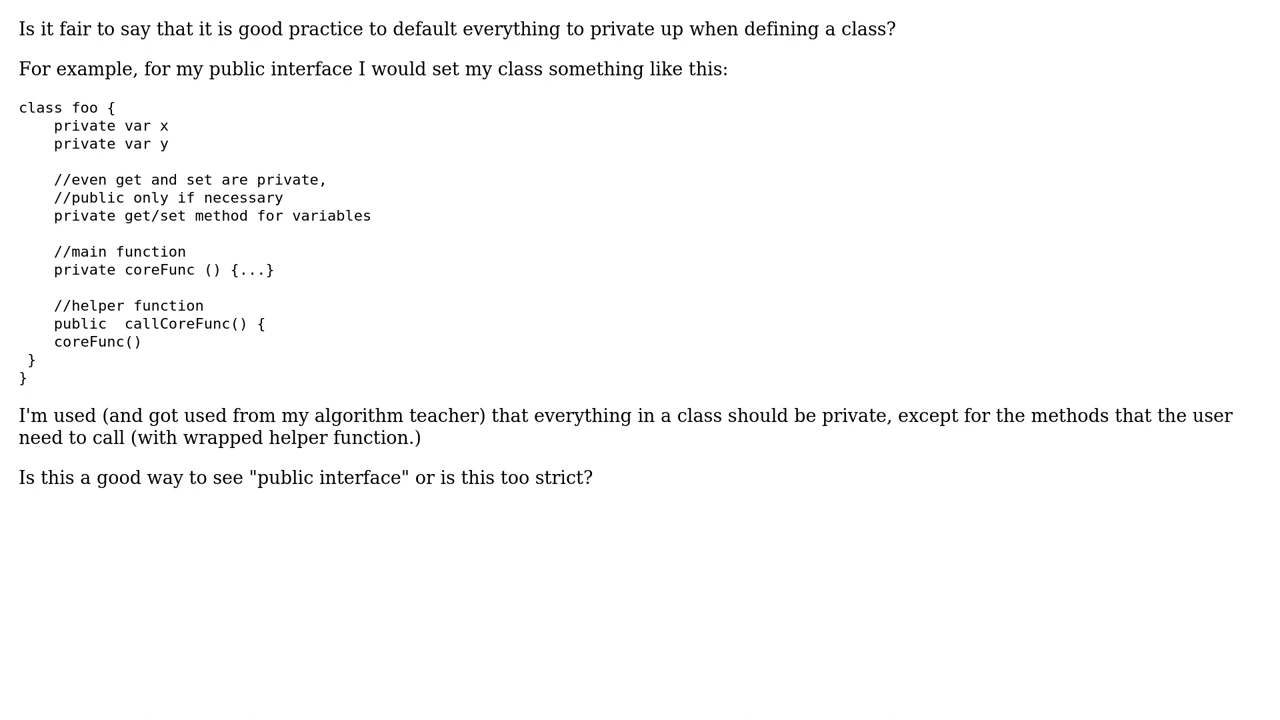 Is it fair to say that it is good practice to default everything to private up when defining a class?
For example, for my public interface I would set my class something like this:
class foo {
    private var x
    private var y
    //even get and set are private,
    //public only if necessary
    private get/set method for variables
    //main function
    private coreFunc () {...}
    //helper function
    public  callCoreFunc() {
    coreFunc()
 }
}
I'm used (and got used from my algorithm teacher) that everything in a class should be private, except for the methods that the user
need to call (with wrapped helper function.)
Is this a good way to see "public interface" or is this too strict?